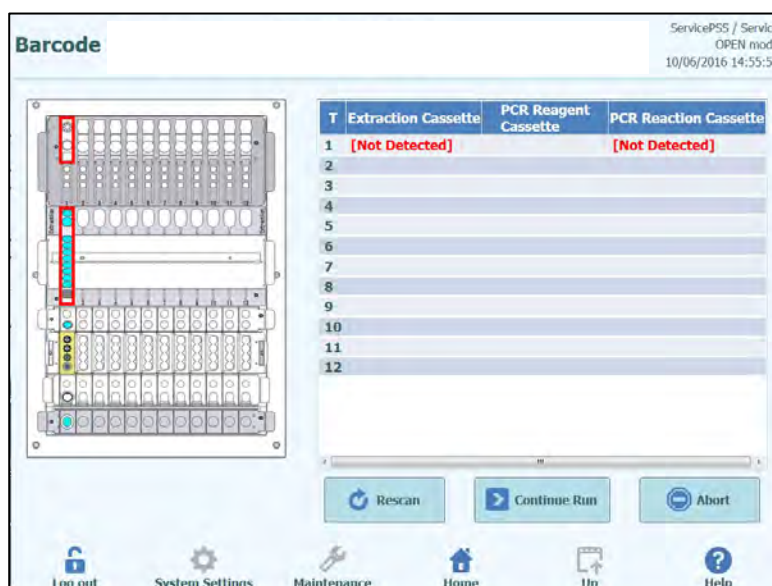 Barcode
ServicePSS / Servic
OPEN mod
10/06/2016 14:55:5
T Extraction Cassette PCR Reagent Cassette PCR Reaction Cassette
1 [Not Detected] [Not Detected]
2
3
4
5
6
7
8
9
10
11
12
Rescan Continue Run Abort
Log out System Settings Maintenance Home Up Help